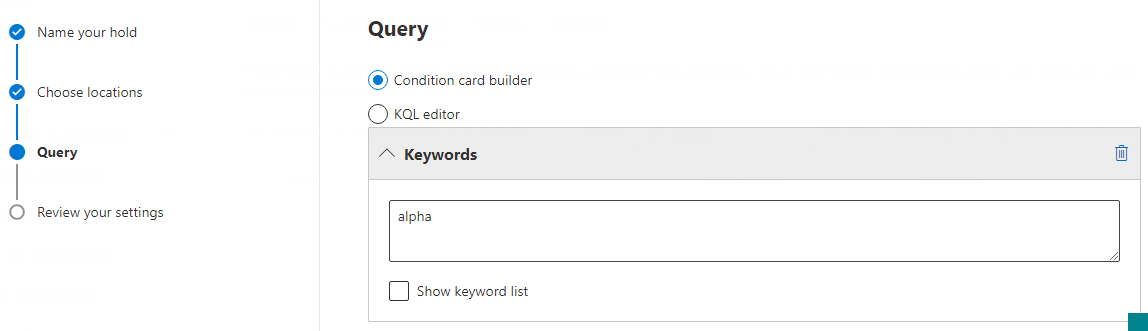 Name your hold
Choose locations
Query
Review your settings
Query
Condition card builder
KQL editor
Keywords
alpha
Show keyword list